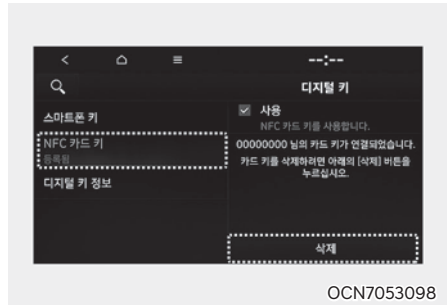 --:--
디지털 키
스마트폰 키
NFC 카드 키
등록됨
디지털 키 정보
사용
NFC 카드 키를 사용합니다.
00000000 님의 카드 키가 연결되었습니다.
카드 키를 삭제하려면 아래의 [삭제] 버튼을
누르십시오.
삭제
OCN7053098